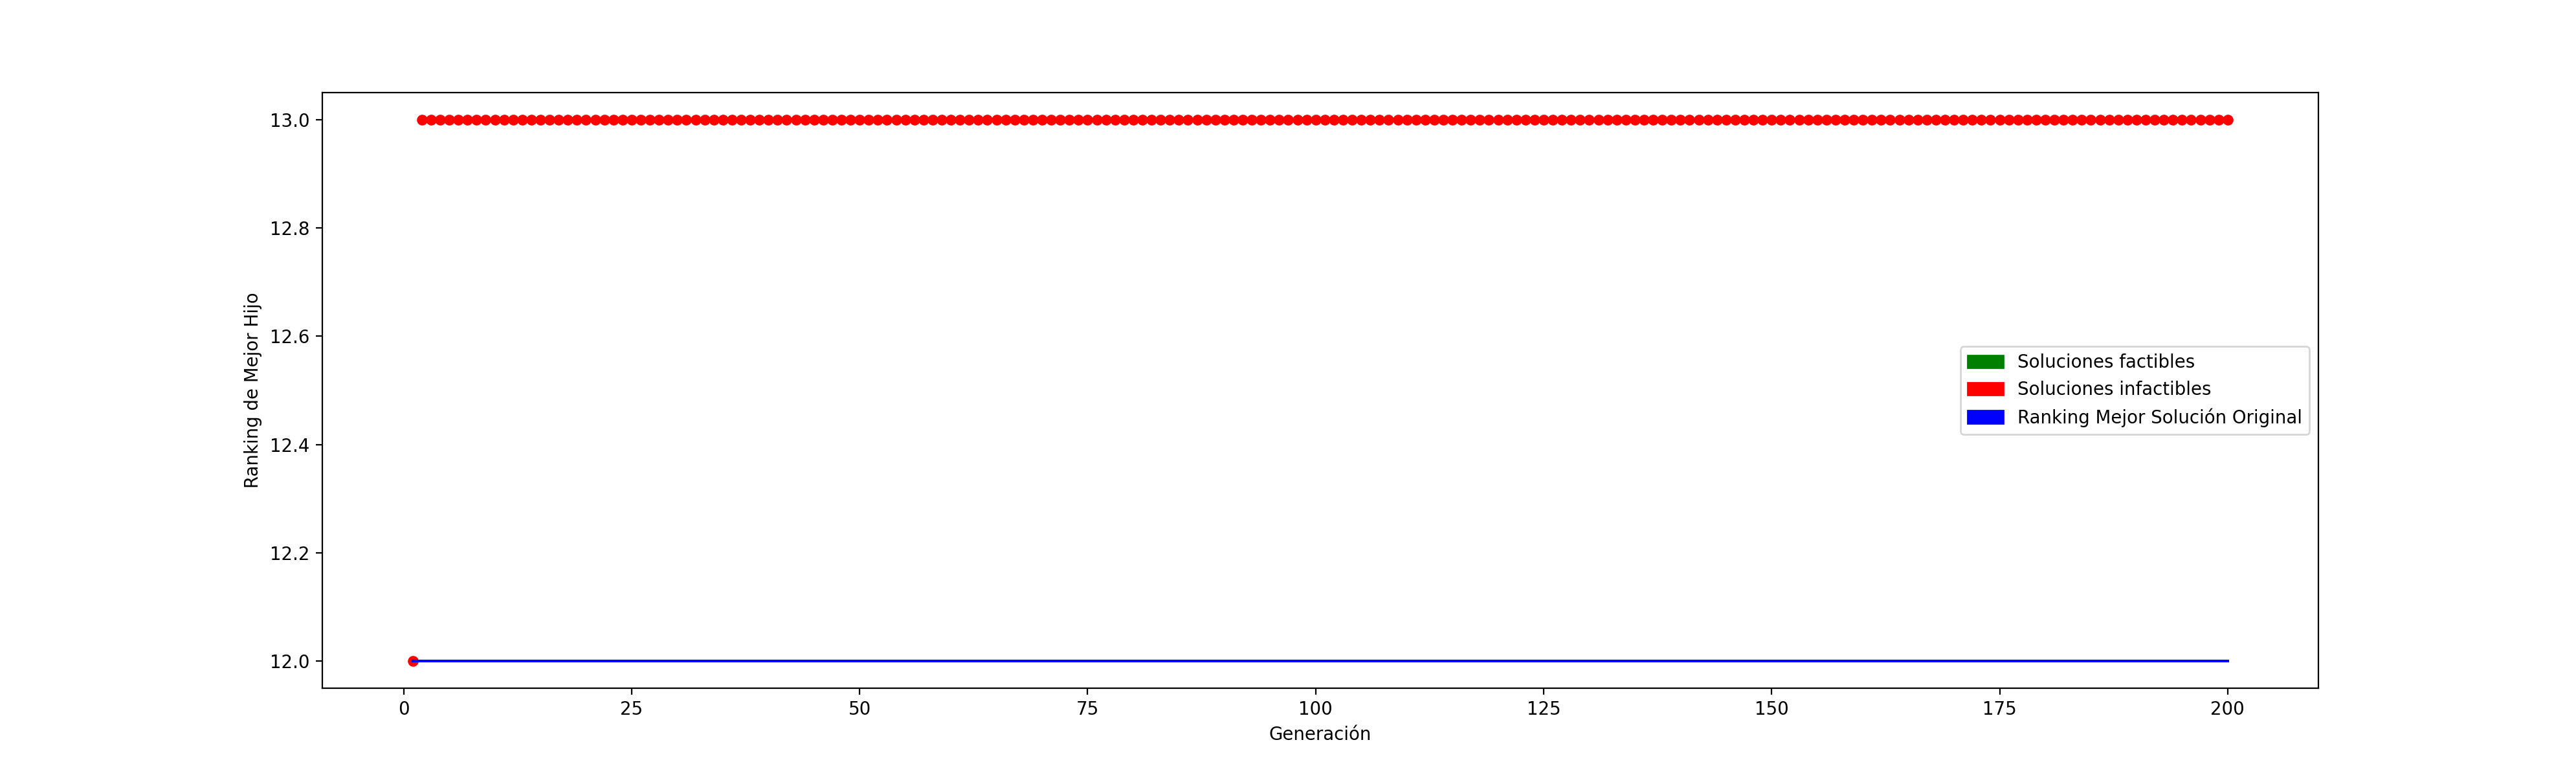 13.0
12.8
12.6
12.4
12.2
12.0
Ranking de Mejor Hijo
Soluciones factibles
Soluciones infactibles
Ranking Mejor Solución Original
0 25 50 75 100 125 150 175 200
Generación